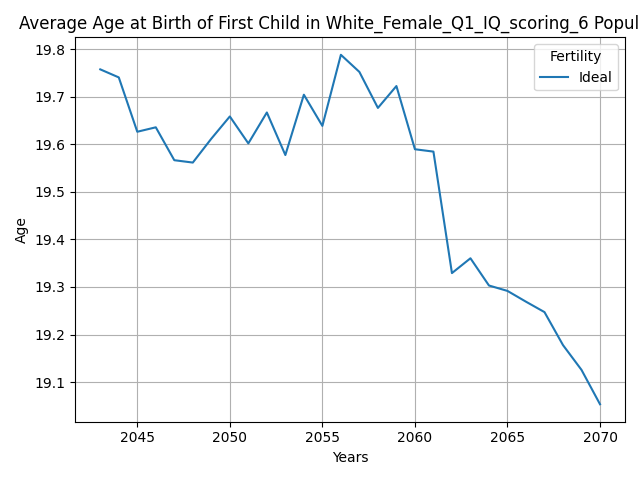 Average Age at Birth of First Child in White_Female_Q1_IQ_scoring_6 Popul
Fertility
Ideal
19.8
19.7
19.6
19.5
19.4
19.3
19.2
19.1
Age
2045 2050 2055 2060 2065 2070
Years